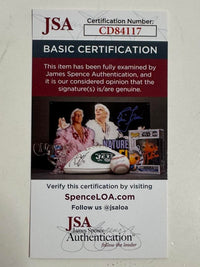 JSA
Certification Number:
CD84117
BASIC CERTIFICATION
This item has been fully examined by
James Spence Authentication, and
it is our considered opinion that the
signature(s) is/are genuine.
Verify this certification by visiting
SpenceLOA.com
Follow us @jsaloa
JSA
James Spence
Authentication